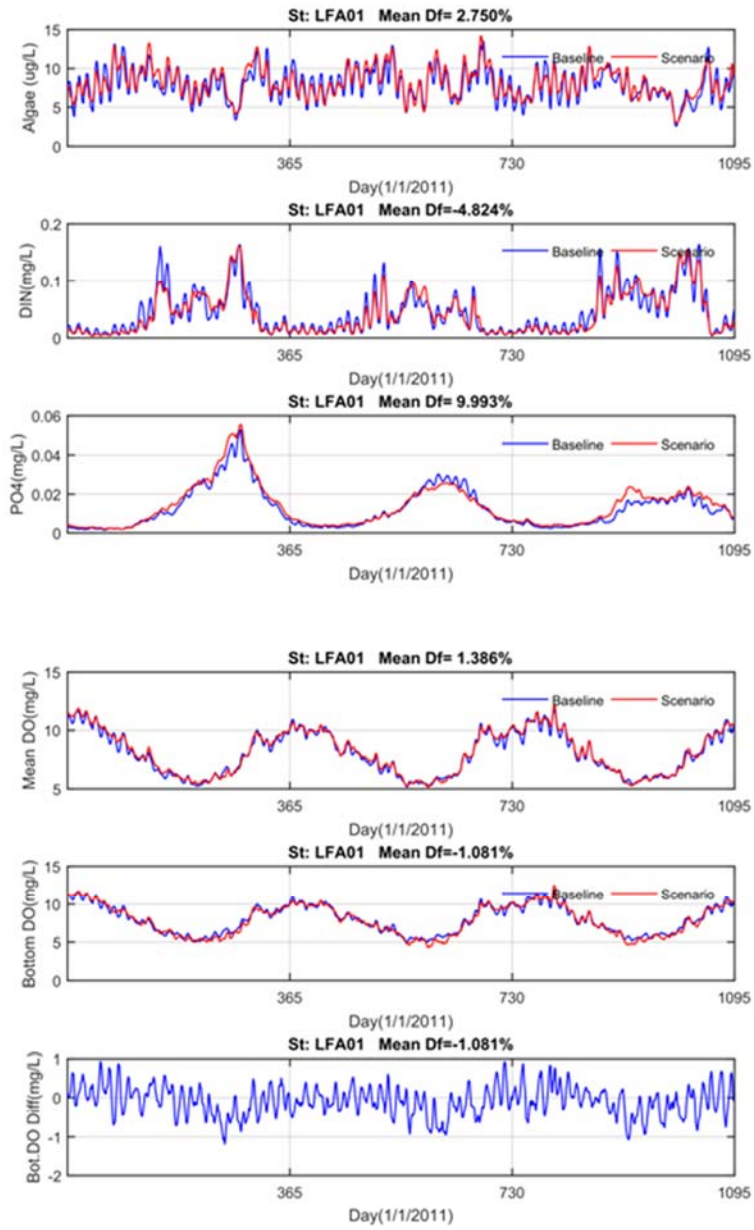 St: LFA01 Mean Df= 2.750%
15
10
5
0
Algae (ug/L)
Baseline Scenario
365 730 1095
Day(1/1/2011)
St: LFA01 Mean Df=-4.824%
0.2
0.1
0
DIN(mg/L)
Baseline Scenario
365 730 1095
Day(1/1/2011)
St: LFA01 Mean Df= 9.993%
0.06
0.04
0.02
0
PO4(mg/L)
Baseline Scenario
365 730 1095
Day(1/1/2011)
St: LFA01 Mean Df= 1.386%
15
10
5
Mean DO(mg/L)
Baseline Scenario
365 730 1095
Day(1/1/2011)
St: LFA01 Mean Df=-1.081%
15
10
5
0
Bottom DO(mg/L)
Baseline Scenario
365 730 1095
Day(1/1/2011)
St: LFA01 Mean Df=-1.081%
1
0
-1
-2
Bot.DO Diff(mg/L)
365 730 1095
Day(1/1/2011)